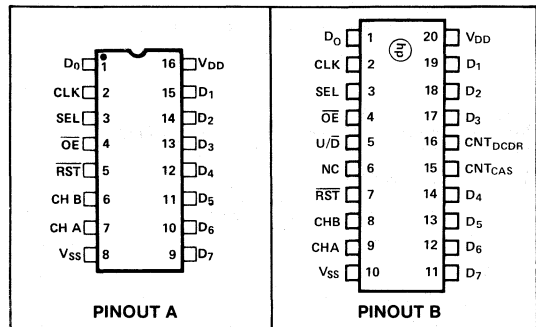 D0 1 16 VDD
CLK 2 15 D1
SEL 3 14 D2
OE 4 13 D3
RST 5 12 D4
CH B 6 11 D5
CH A 7 10 D6
VSS 8 9 D7
PINOUT A
DO 1 20 VDD
hp
CLK 2 19 D1
SEL 3 18 D2
OE 4 17 D3
U/D 5 16 CNTDCDR
NC 6 15 CNTCAS
RST 7 14 D4
CHB 8 13 D5
CHA 9 12 D6
VSS 10 11 D7
PINOUT B